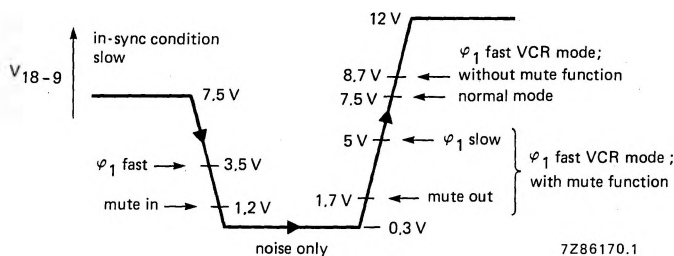 12 V
in-sync condition
slow
V18-9
7,5 V
φ1 fast
3,5 V
mute in
1,2 V
noise only
0,3 V
1,7 V
mute out
5 V
φ1 slow
7,5 V
normal mode
8,7 V
φ1 fast VCR mode;
without mute function
φ1 fast VCR mode ;
with mute function
7Z86170.1